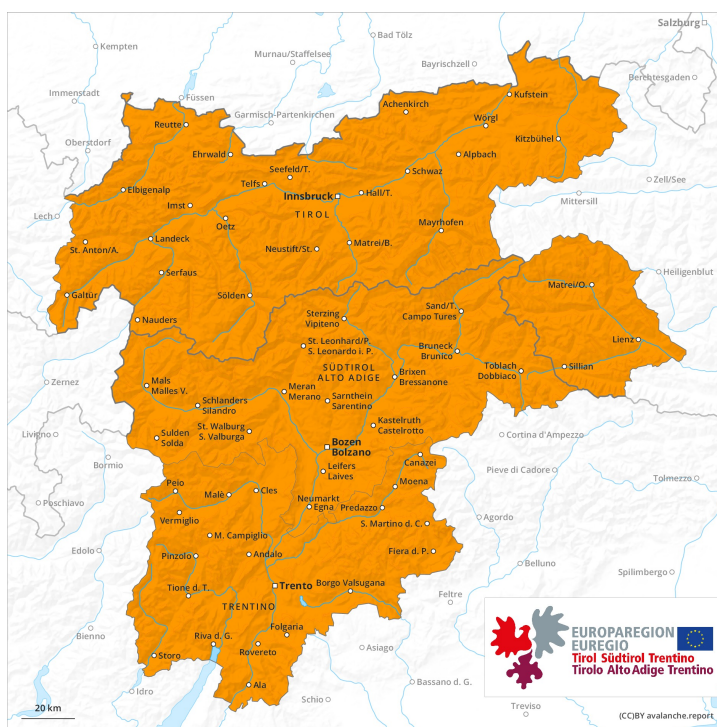 Salzburg
Kempten
Bad Tölz
Murnau/Staffelsee
Bayrischzell
Berchtesgaden
Immenstadt
Füssen
Kufstein
Achenkirch
Garmisch-Partenkirchen
Reutte
Wörgl
Oberstdorf
Kitzbühel
Ehrwald
Alpbach
Seefeld/T.
Schwaz
Telfs
Zell/See
Elbigenalp
Innsbruck
Hall/T.
Mittersill
Imst
TIROL
Lech
Oetz
Mayrhofen
Landeck
St. Anton/A.
Neustift/St.
Matrei/B.
Serfaus
Heiligenblut
Matrei/O.
Galtür
Sölden
Sand/T.
Campo Tures
Nauders
Sterzing
Vipiteno
Lienz
St. Leonhard/P.
S. Leonardo i. P.
Bruneck
Brunico
Toblach
Dobbiaco
Sillian
SÜDTIROL
ALTO ADIGE
Brixen
Bressanone
Zernez
Mals
Malles V.
Meran
Merano
Schlanders
Silandro
Sarnthein
Sarentino
Kastelruth
Castelrotto
St. Walburg
S. Valburga
Livigno
Sulden
Solda
Cortina d'Ampezzo
Bozen
Bolzano
Canazei
Bormio
Leifers
Laives
Pieve di Cadore
Tolmezzo
Peio
Moena
Malè
Cles
Neumarkt
Egna
Predazzo
Poschiavo
Vermiglio
Agordo
S. Martino d. C.
M. Campiglio
Edolo
Pinzolo
Andalo
Fiera d. P.
Belluno
Spilimbergo
Tione d. T.
Trento
Borgo Valsugana
Feltre
TRENTINO
Folgaria
Bienno
Riva d. G.
Rovereto
Asiago
Storo
Bassano d. G.
Ala
Idro
Schio
Treviso
EUROPAREGION
EUREGIO
Tirol Südtirol Trentino
Tirolo Alto Adige Trentino
20 km
(CC)BY avalanche.report